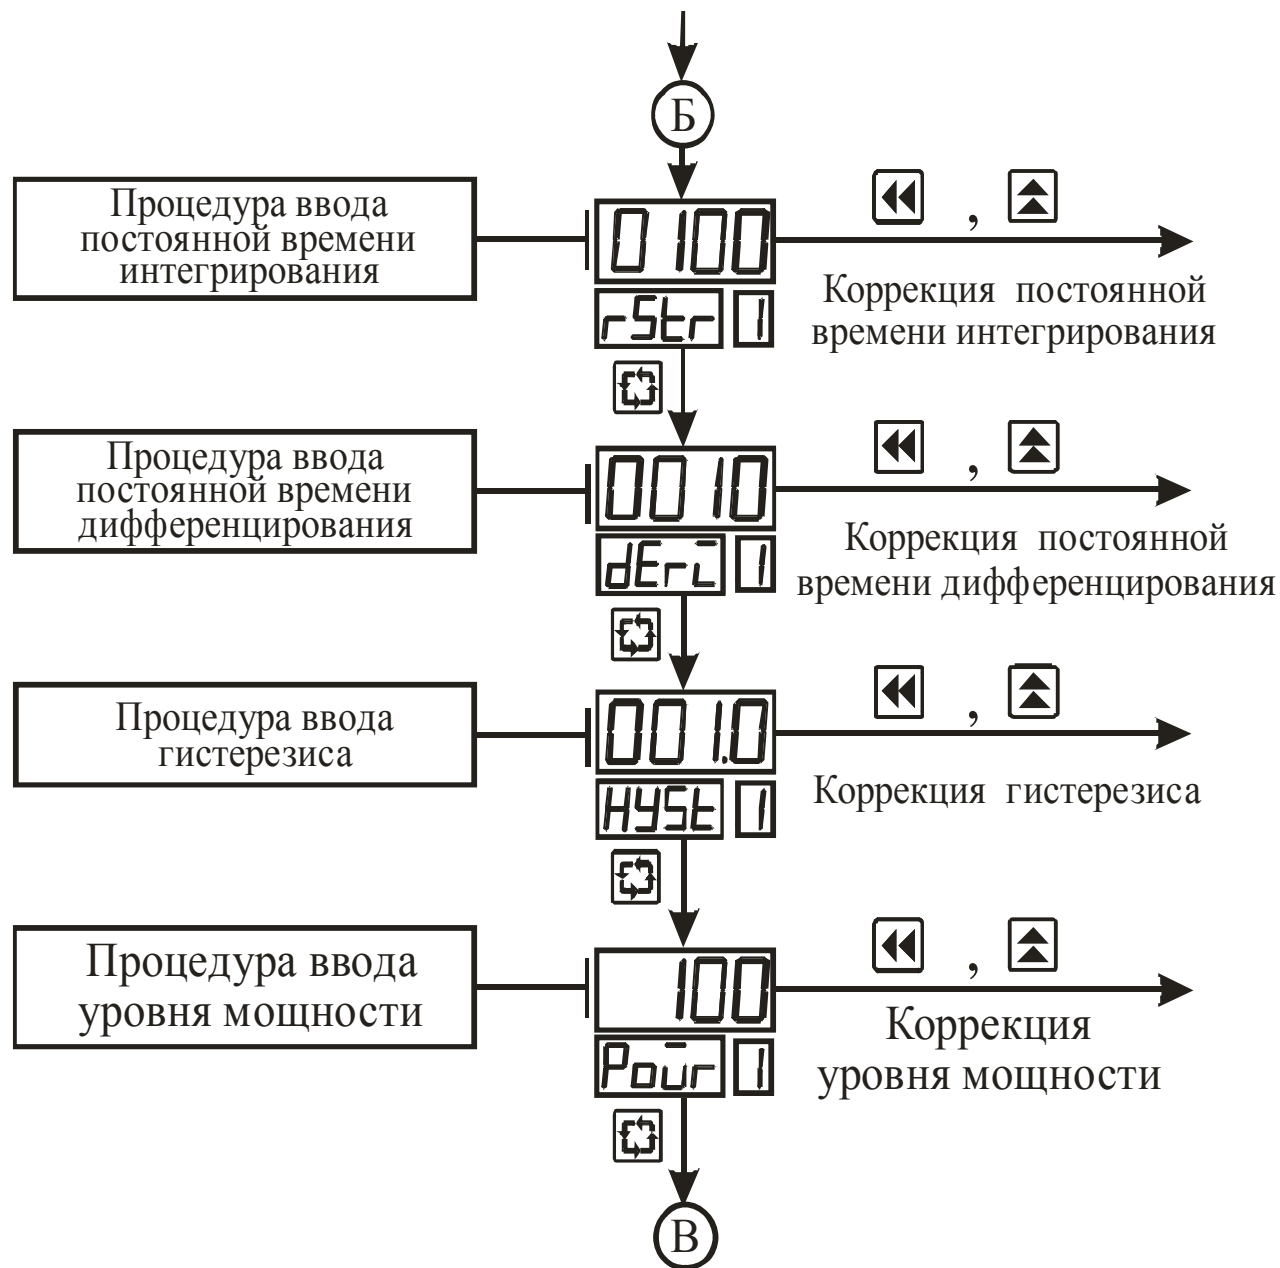 Б
Процедура ввода
постоянной времени
интегрирования
0100
rStr 1
,
Коррекция постоянной
времени интегрирования
Процедура ввода
постоянной времени
дифференцирования
0010
dEri 1
,
Коррекция постоянной
времени дифференцирования
Процедура ввода
гистерезиса
001.0
HySt 1
,
Коррекция гистерезиса
Процедура ввода
уровня мощности
100
Pour 1
,
Коррекция
уровня мощности
В